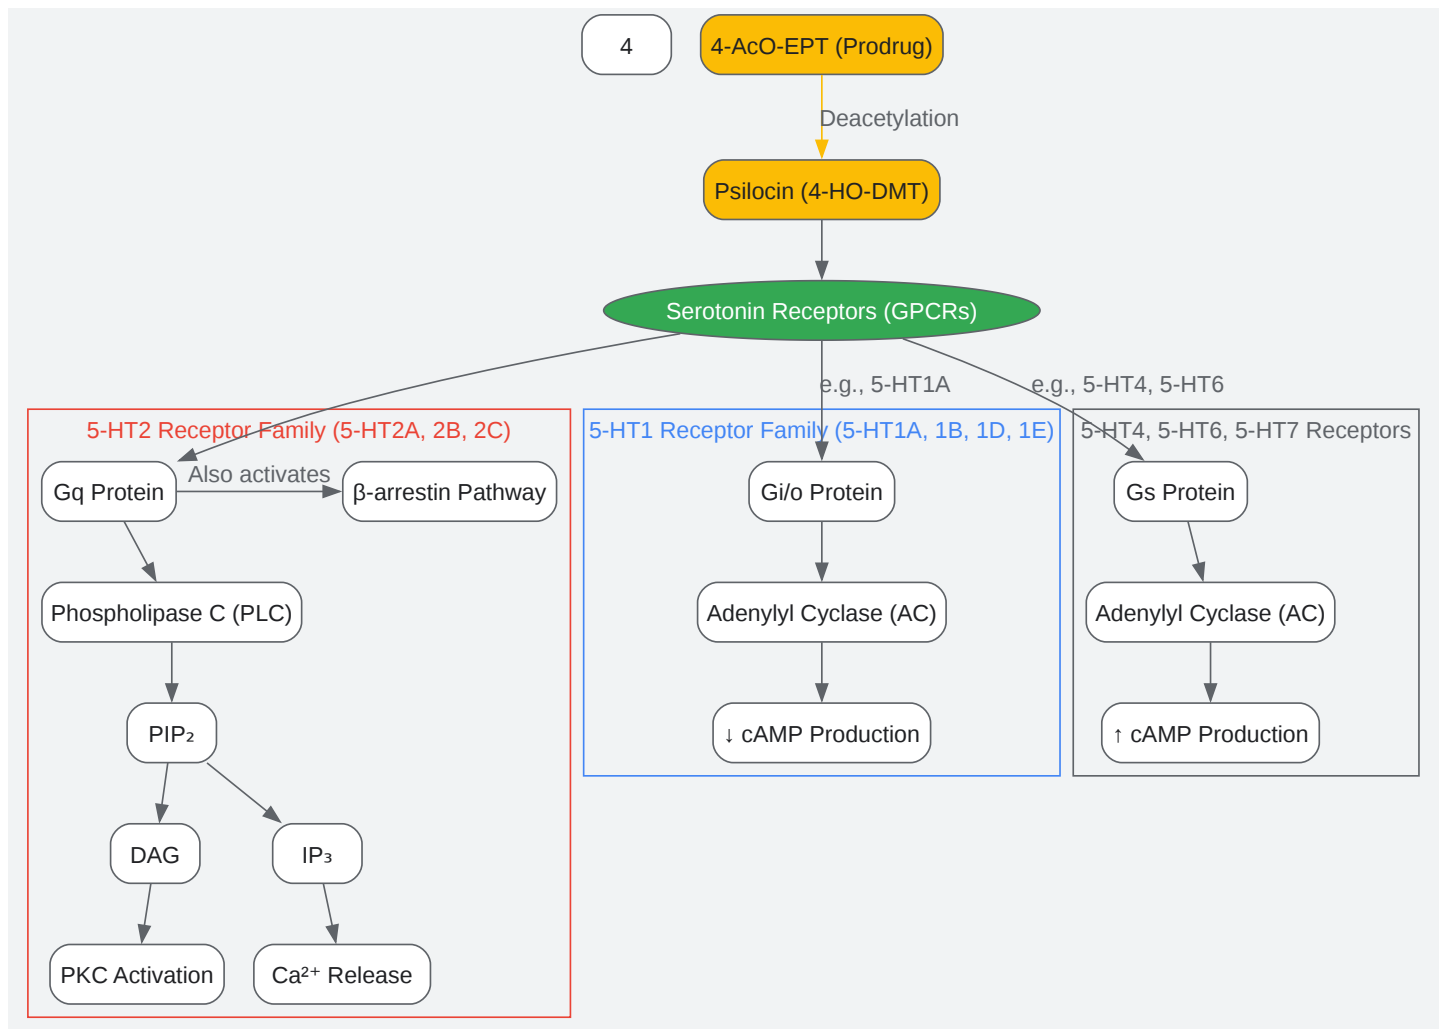 4
4-AcO-EPT (Prodrug)
Deacetylation
Psilocin (4-HO-DMT)
Serotonin Receptors (GPCRs)
e.g., 5-HT1A
e.g., 5-HT4, 5-HT6
5-HT2 Receptor Family (5-HT2A, 2B, 2C)
5-HT1 Receptor Family (5-HT1A, 1B, 1D, 1E)
5-HT4, 5-HT6, 5-HT7 Receptors
Gq Protein
Also activates
β-arrestin Pathway
Gi/o Protein
Gs Protein
Phospholipase C (PLC)
Adenylyl Cyclase (AC)
Adenylyl Cyclase (AC)
PIP₂
↓ cAMP Production
↑ cAMP Production
DAG
IP₃
PKC Activation
Ca²⁺ Release